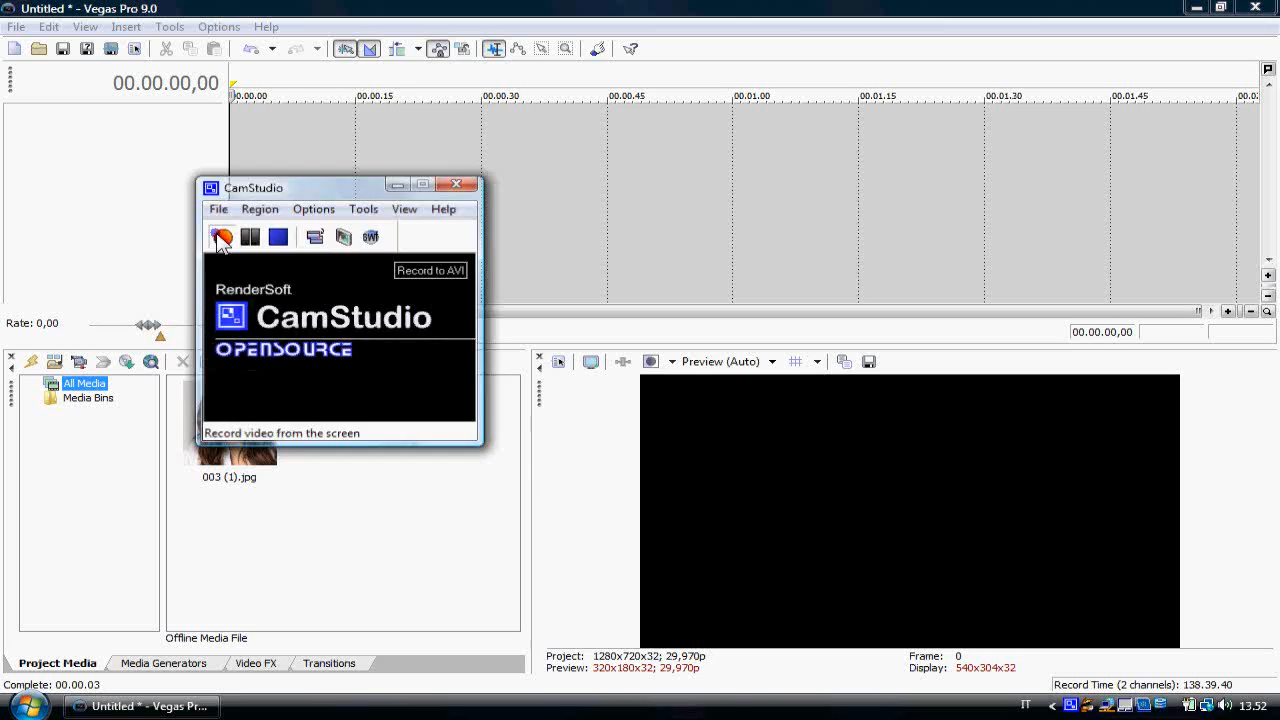 Untitled * - Vegas Pro 9.0
File Edit View Insert Tools Options Help
00.00.00,00
0.00.00 00.00.15 00.00.30 00.00.45 00.01.00 00.01.15 00.01.30 00.01.45 00.0
CamStudio
File Region Options Tools View Help
Record to AVI
RenderSoft
CamStudio
OPENSOURCE
Record video from the screen
Rate: 0,00
00.00.00,00
Preview (Auto)
All Media
Media Bins
003 (1).jpg
Offline Media File
Project Media Media Generators Video FX Transitions
Project: 1280x720x32; 29,970p Frame: 0
Preview: 320x180x32; 29,970p Display: 540x304x32
Complete: 00.00.03
Record Time (2 channels): 138.39.40
Untitled * - Vegas Pro...
IT
13.52